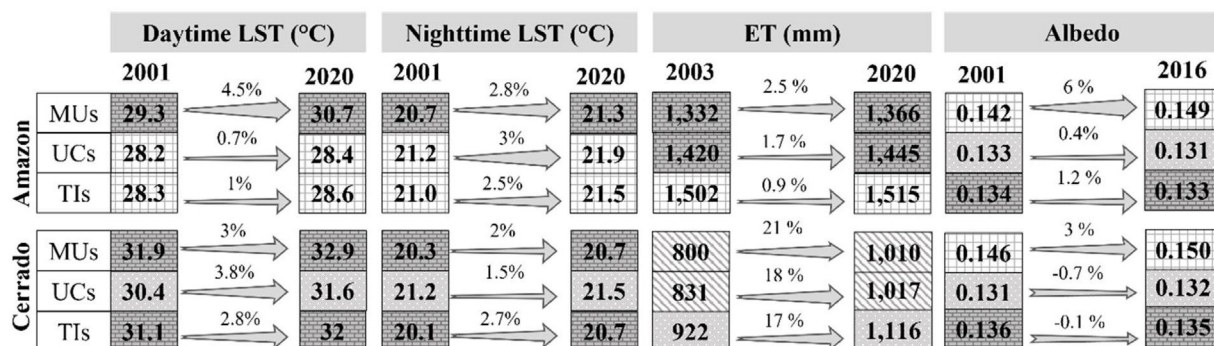 Daytime LST (°C) Nighttime LST (°C) ET (mm) Albedo
2001 2020 2001 2020 2003 2020 2001 2016
Amazon
4.5% 2.8% 2.5 % 6 %
MUs 29.3 30.7 20.7 21.3 1,332 1,366 0.142 0.149
0.7% 3% 1.7 % 0.4%
UCs 28.2 28.4 21.2 21.9 1,420 1,445 0.133 0.131
1% 2.5% 0.9 % 1.2 %
TIs 28.3 28.6 21.0 21.5 1,502 1,515 0.134 0.133
Cerrado
3% 2% 21 % 3 %
MUs 31.9 32.9 20.3 20.7 800 1,010 0.146 0.150
3.8% 1.5% 18 % -0.7 %
UCs 30.4 31.6 21.2 21.5 831 1,017 0.131 0.132
2.8% 2.7% 17 % -0.1 %
TIs 31.1 32 20.1 20.7 922 1,116 0.136 0.135